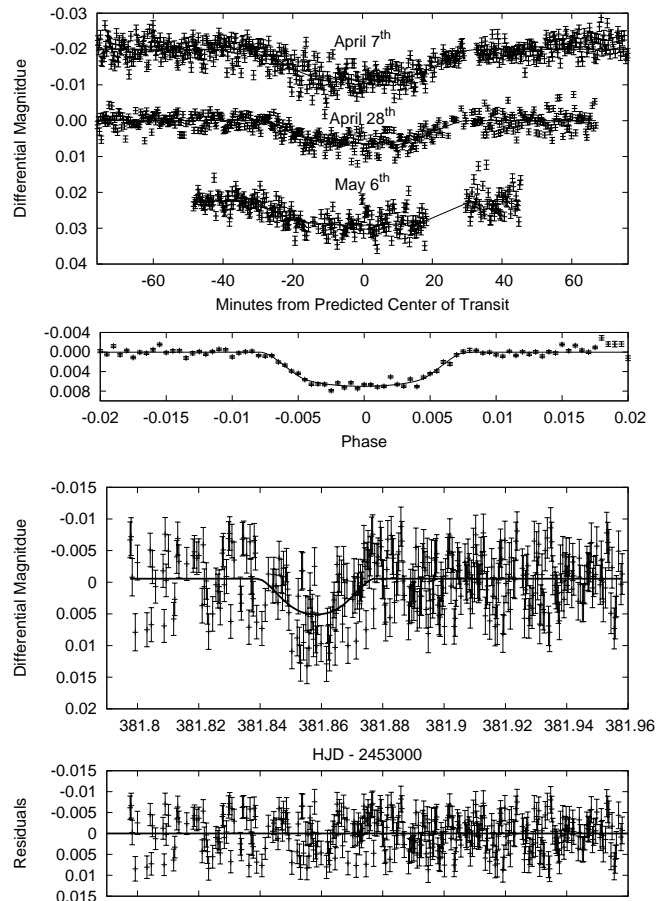 -0.03
-0.02
-0.01
0.00
0.01
0.02
0.03
0.04
Differential Magnitdue
April 7th
April 28th
May 6th
-60 -40 -20 0 20 40 60
Minutes from Predicted Center of Transit
-0.004
0.000
0.004
0.008
-0.02 -0.015 -0.01 -0.005 0 0.005 0.01 0.015 0.02
Phase
-0.015
-0.01
-0.005
0
0.005
0.01
0.015
0.02
Differential Magnitdue
381.8 381.82 381.84 381.86 381.88 381.9 381.92 381.94 381.96
HJD - 2453000
-0.015
-0.01
-0.005
0
0.005
0.01
0.015
Residuals